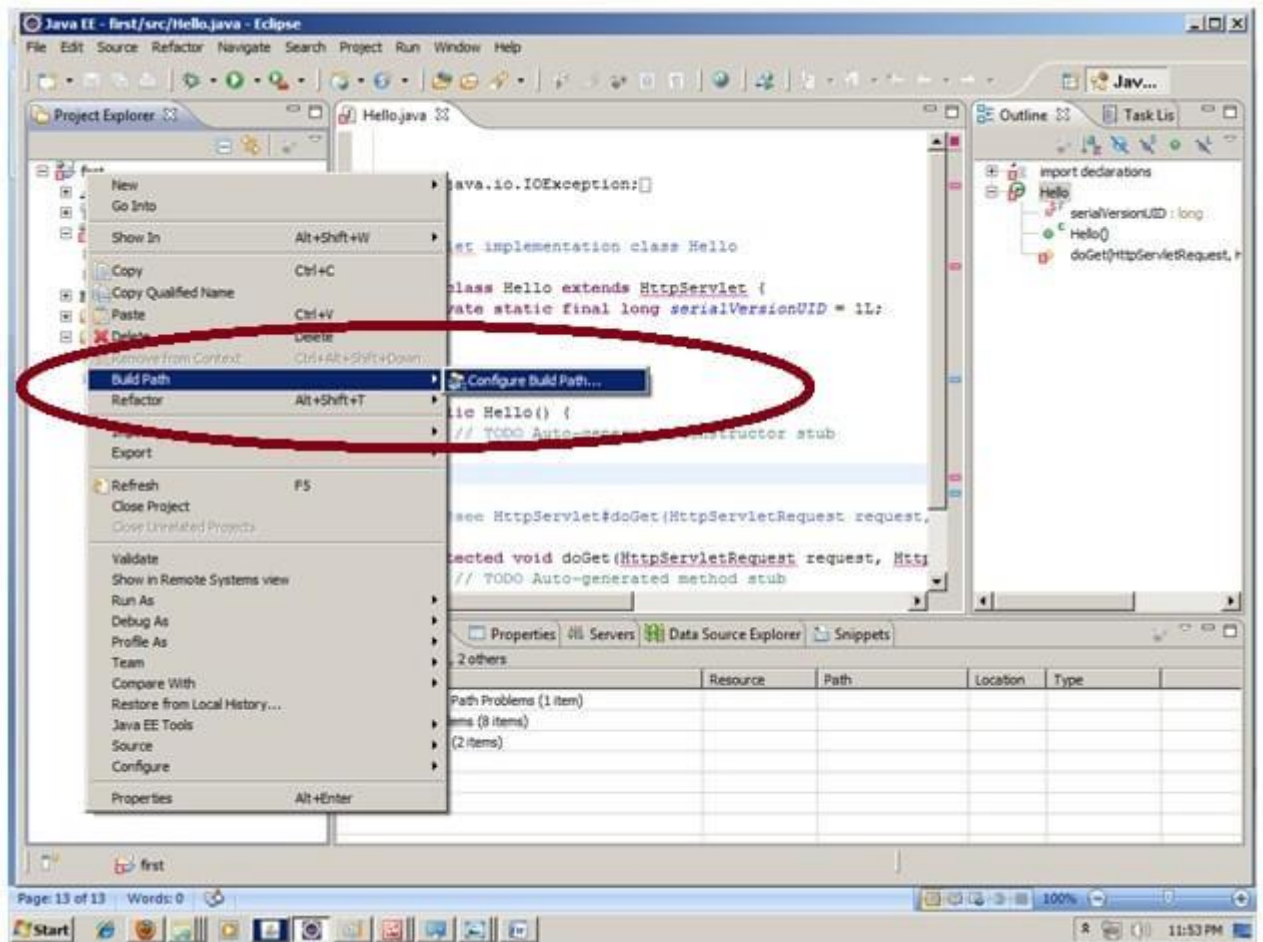 Java EE - first/src/Hello.java - Eclipse
File Edit Source Refactor Navigate Search Project Run Window Help
Jav...
Project Explorer
Hello.java
Outline
Task Lis
first
New
Go Into
Show In Alt+Shift+W
Copy Ctrl+C
Copy Qualified Name
Paste Ctrl+V
Delete Delete
Remove from Context Ctrl+Alt+Shift+Down
Build Path
Configure Build Path...
Refactor Alt+Shift+T
Export
Refresh F5
Close Project
Close Unrelated Projects
Validate
Show in Remote Systems view
Run As
Debug As
Profile As
Team
Compare With
Restore from Local History...
Java EE Tools
Source
Configure
Properties Alt+Enter
ava.io.IOException;
let implementation class Hello
lass Hello extends HttpServlet {
vate static final long serialVersionUID = 1L;
lic Hello() {
// TODO Auto-generated constructor stub
see HttpServlet#doGet(HttpServletRequest request,
tected void doGet(HttpServletRequest request, Htt
// TODO Auto-generated method stub
import declarations
Hello
serialVersionUID : long
Hello()
doGet(HttpServletRequest, H
Properties Servers Data Source Explorer Snippets
, 2 others
Resource Path Location Type
Path Problems (1 item)
ems (8 items)
(2 items)
first
Page: 13 of 13 Words: 0 100%
Start 11:53 PM